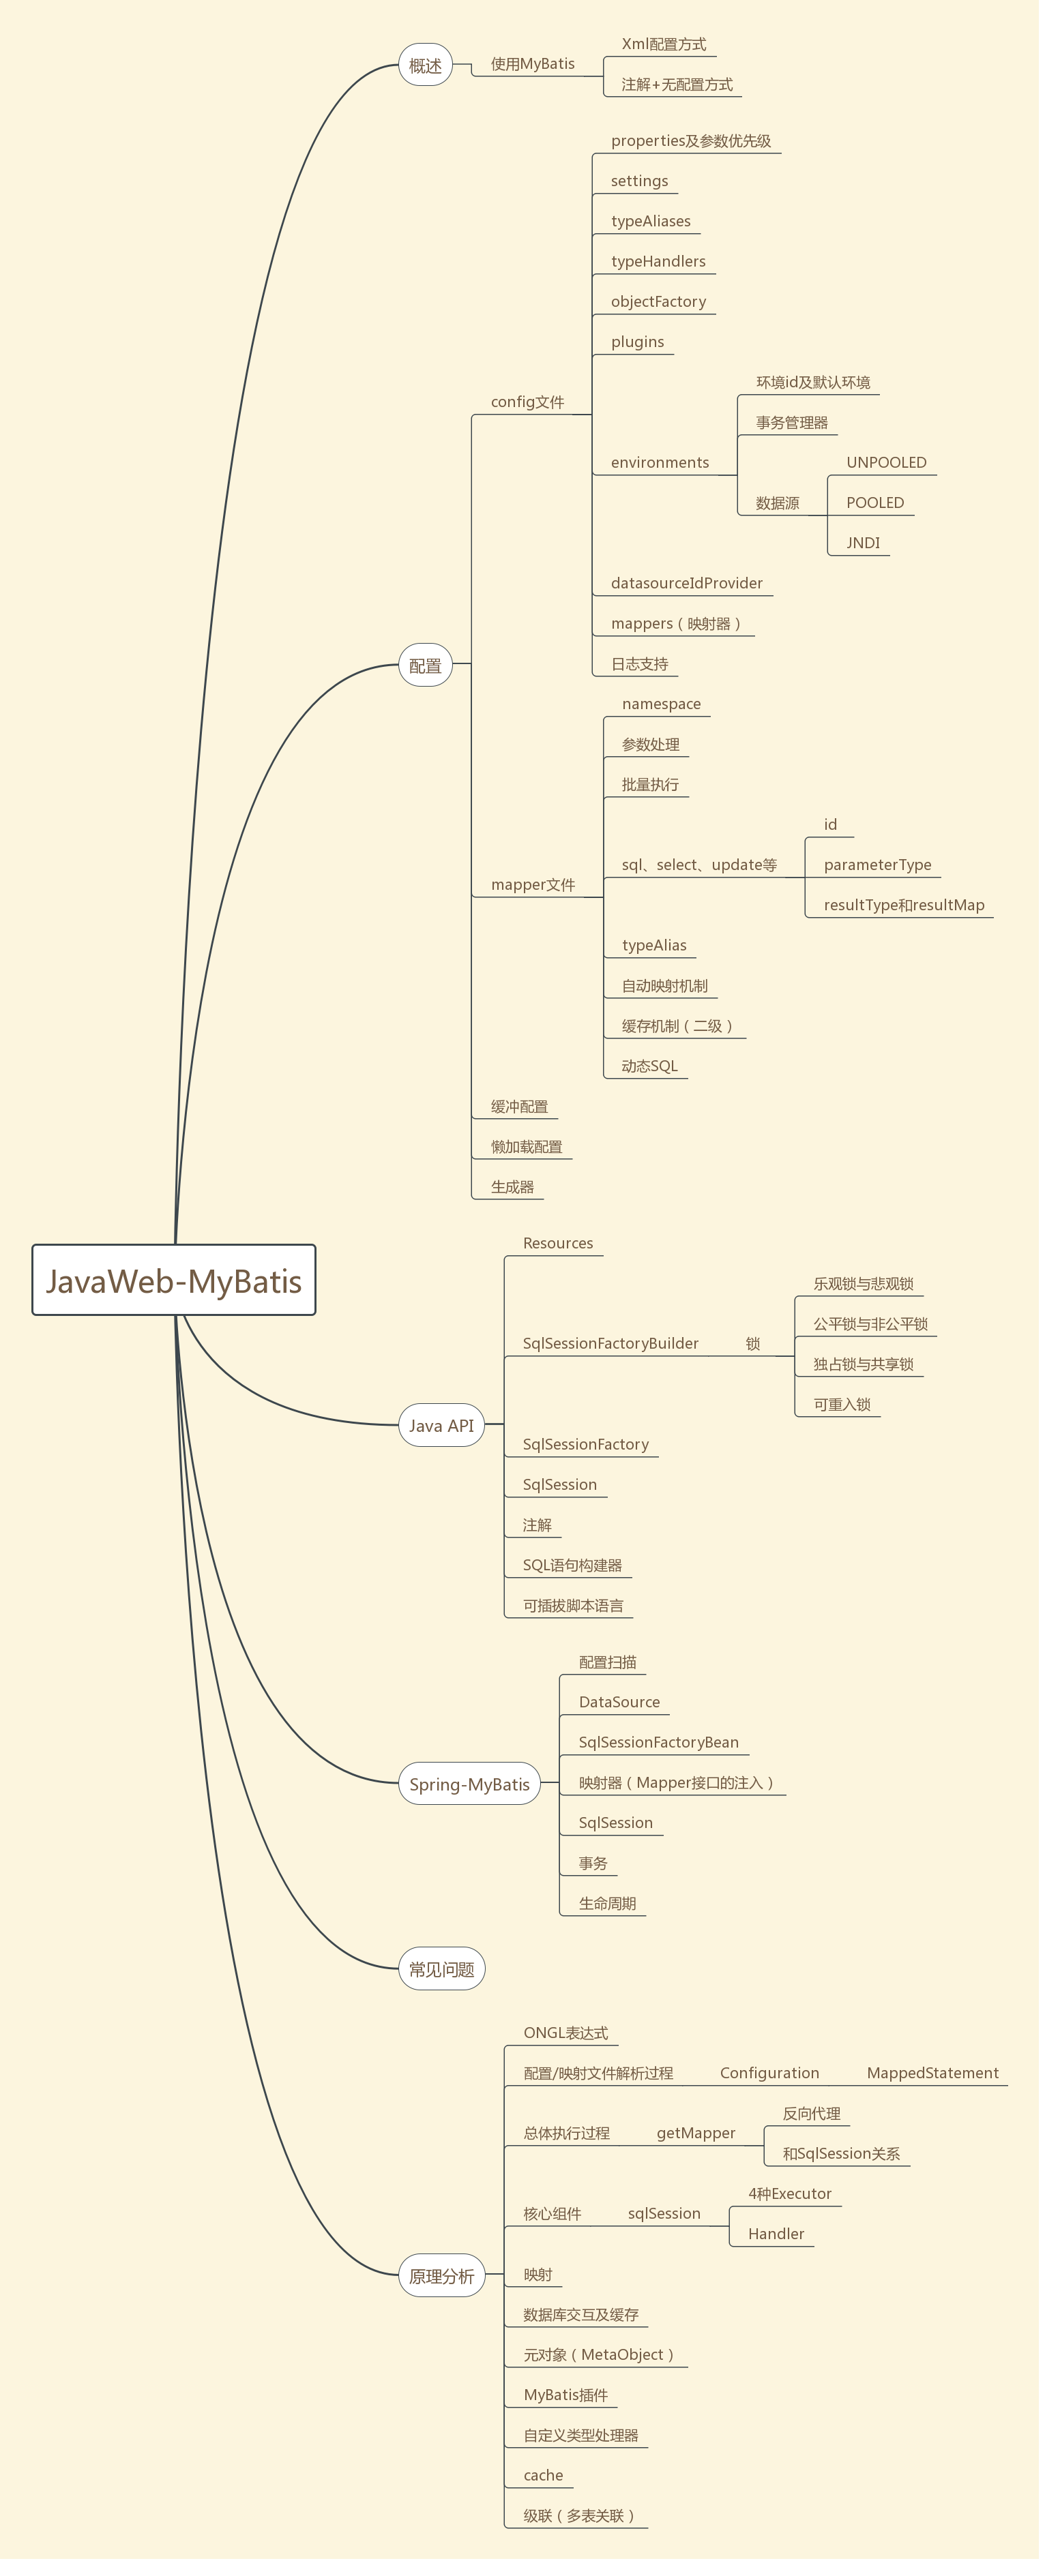 JavaWeb-MyBatis
概述
使用MyBatis
Xml配置方式
注解+无配置方式
配置
config文件
properties及参数优先级
settings
typeAliases
typeHandlers
objectFactory
plugins
environments
环境id及默认环境
事务管理器
数据源
UNPOOLED
POOLED
JNDI
datasourceIdProvider
mappers（映射器）
日志支持
mapper文件
namespace
参数处理
批量执行
sql、select、update等
id
parameterType
resultType和resultMap
typeAlias
自动映射机制
缓存机制（二级）
动态SQL
缓冲配置
懒加载配置
生成器
Java API
Resources
SqlSessionFactoryBuilder
锁
乐观锁与悲观锁
公平锁与非公平锁
独占锁与共享锁
可重入锁
SqlSessionFactory
SqlSession
注解
SQL语句构建器
可插拔脚本语言
Spring-MyBatis
配置扫描
DataSource
SqlSessionFactoryBean
映射器（Mapper接口的注入）
SqlSession
事务
生命周期
常见问题
原理分析
ONGL表达式
配置/映射文件解析过程
Configuration
MappedStatement
总体执行过程
getMapper
反向代理
和SqlSession关系
核心组件
sqlSession
4种Executor
Handler
映射
数据库交互及缓存
元对象（MetaObject）
MyBatis插件
自定义类型处理器
cache
级联（多表关联）